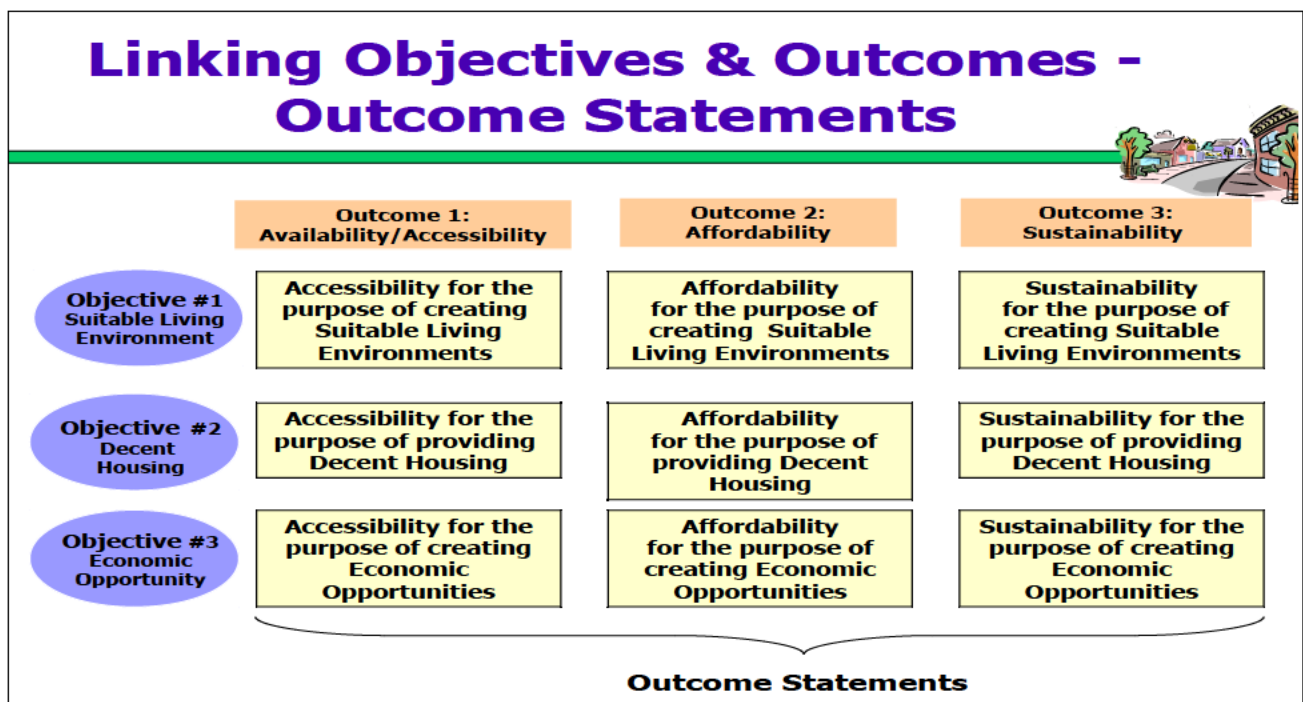 Linking Objectives & Outcomes -
Outcome Statements
Outcome 1:
Availability/Accessibility
Outcome 2:
Affordability
Outcome 3:
Sustainability
Objective #1
Suitable Living
Environment
Accessibility for the
purpose of creating
Suitable Living
Environments
Affordability
for the purpose of
creating Suitable
Living Environments
Sustainability
for the purpose of
creating Suitable
Living Environments
Objective #2
Decent
Housing
Accessibility for the
purpose of providing
Decent Housing
Affordability
for the purpose of
providing Decent
Housing
Sustainability for the
purpose of providing
Decent Housing
Objective #3
Economic
Opportunity
Accessibility for the
purpose of creating
Economic
Opportunities
Affordability
for the purpose of
creating Economic
Opportunities
Sustainability for the
purpose of creating
Economic
Opportunities
Outcome Statements